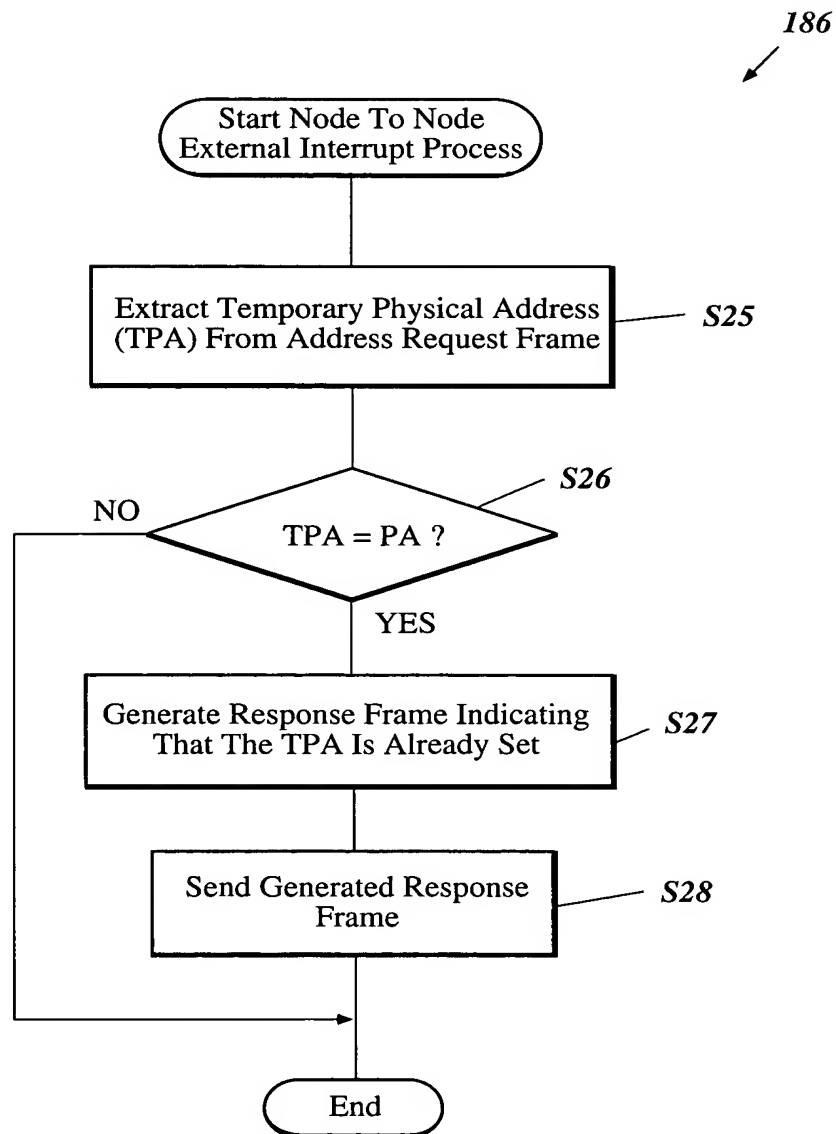 186
Start Node To Node
External Interrupt Process
Extract Temporary Physical Address
(TPA) From Address Request Frame
S25
S26
NO
TPA = PA ?
YES
Generate Response Frame Indicating
That The TPA Is Already Set
S27
Send Generated Response
Frame
S28
End